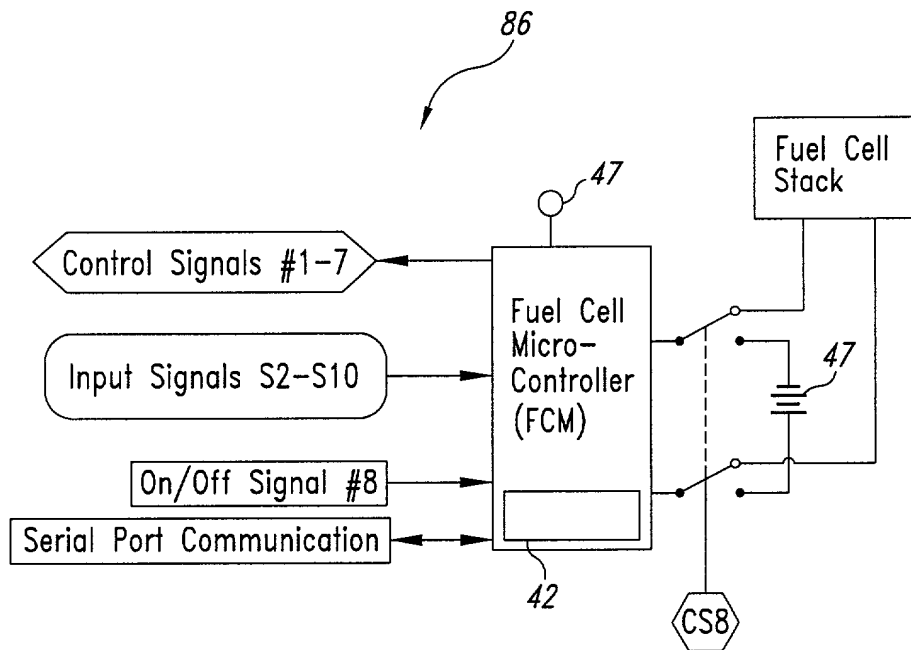 86
47
Fuel Cell
Stack
Control Signals #1-7
Fuel Cell
Micro-
Controller
(FCM)
Input Signals S2-S10
47
On/Off Signal #8
Serial Port Communication
42
CS8